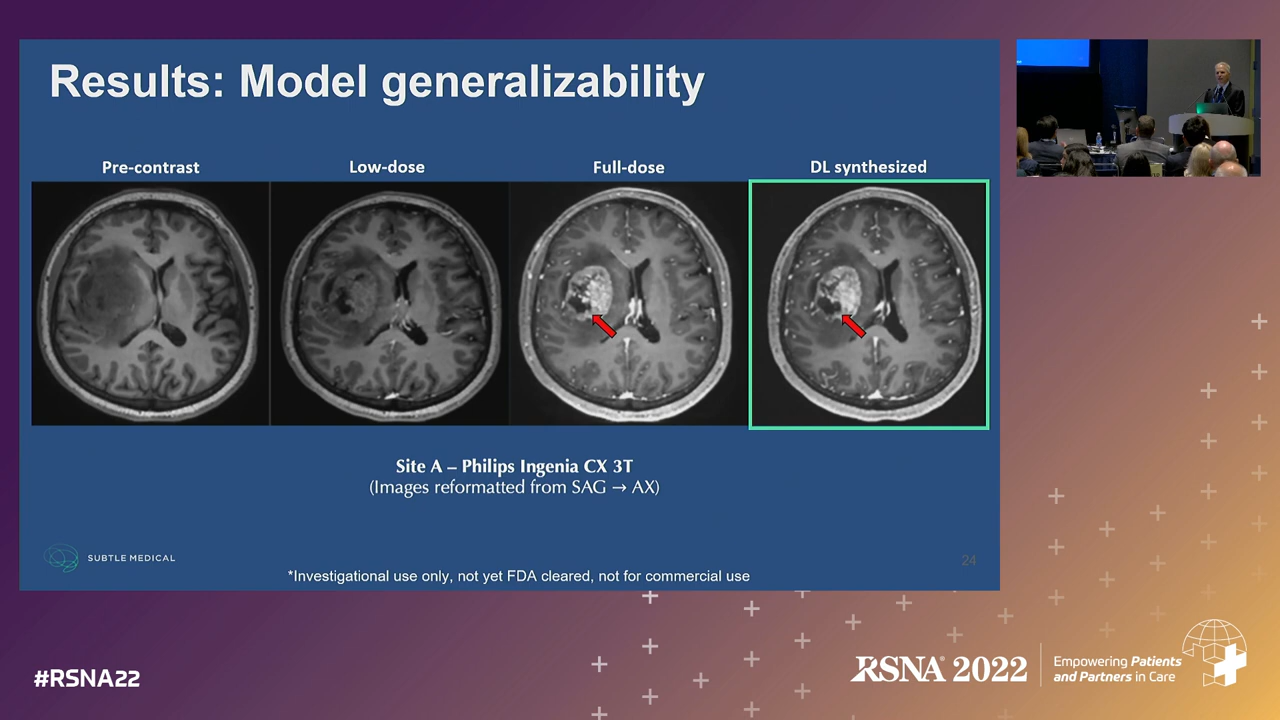 Results: Model generalizability
Pre-contrast
Low-dose
Full-dose
DL synthesized
Site A – Philips Ingenia CX 3T
(Images reformatted from SAG → AX)
SUBTLE MEDICAL
24
*Investigational use only, not yet FDA cleared, not for commercial use
#RSNA22
RSNA® 2022
Empowering Patients
and Partners in Care